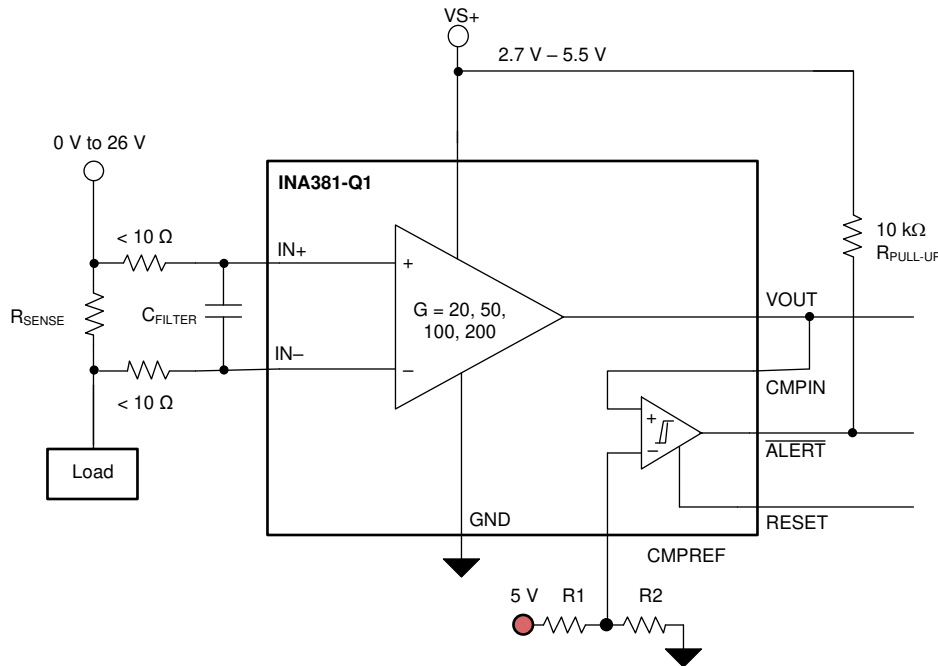 VS+
2.7 V – 5.5 V
0 V to 26 V
INA381-Q1
< 10 Ω
IN+
+
10 kΩ
RPULL-UP
RSENSE
CFILTER
G = 20, 50,
100, 200
VOUT
IN–
–
CMPIN
< 10 Ω
+
–
ALERT
Load
GND
RESET
CMPREF
5 V
R1
R2